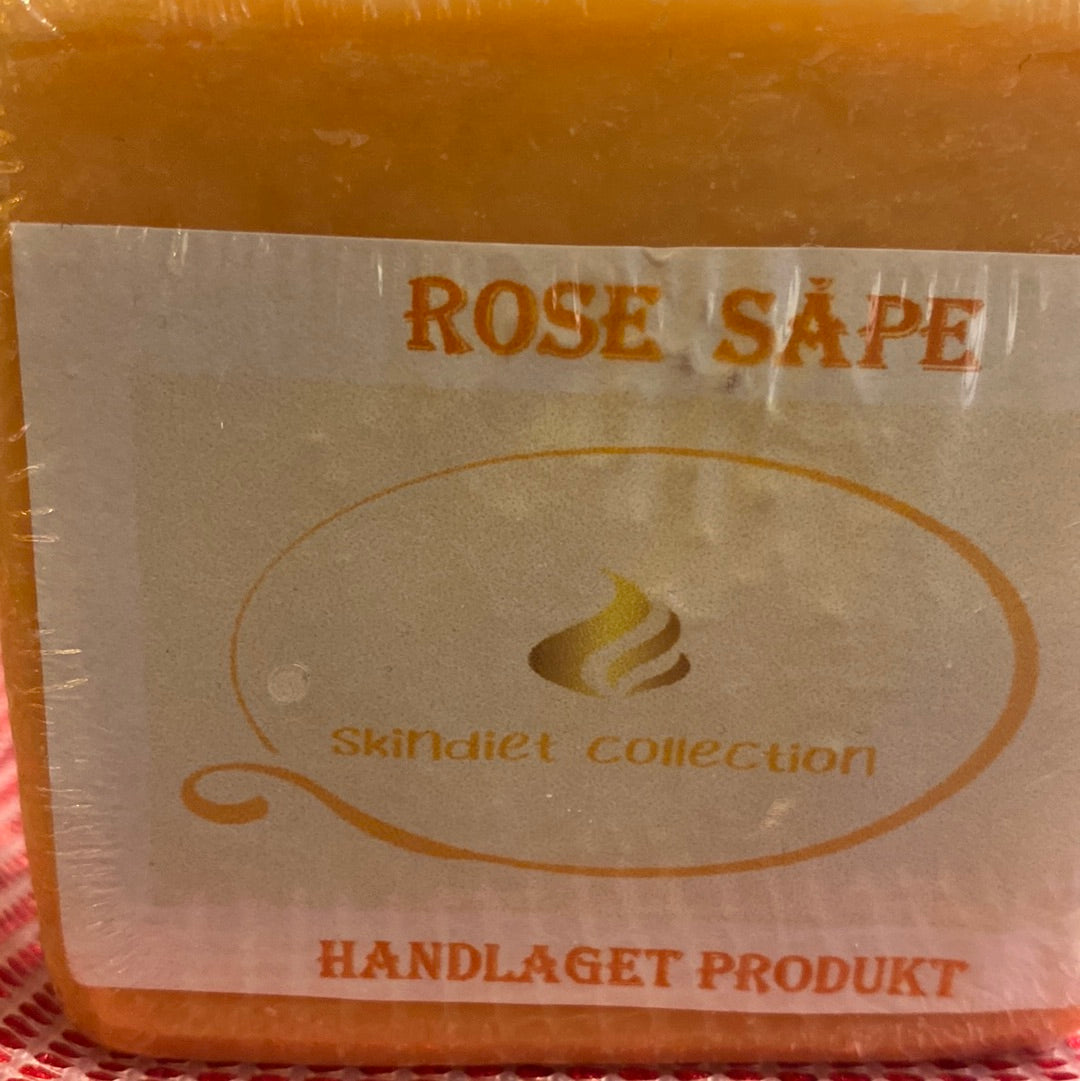 ROSE SÅPE
Skindiet collection
HANDLAGET PRODUKT